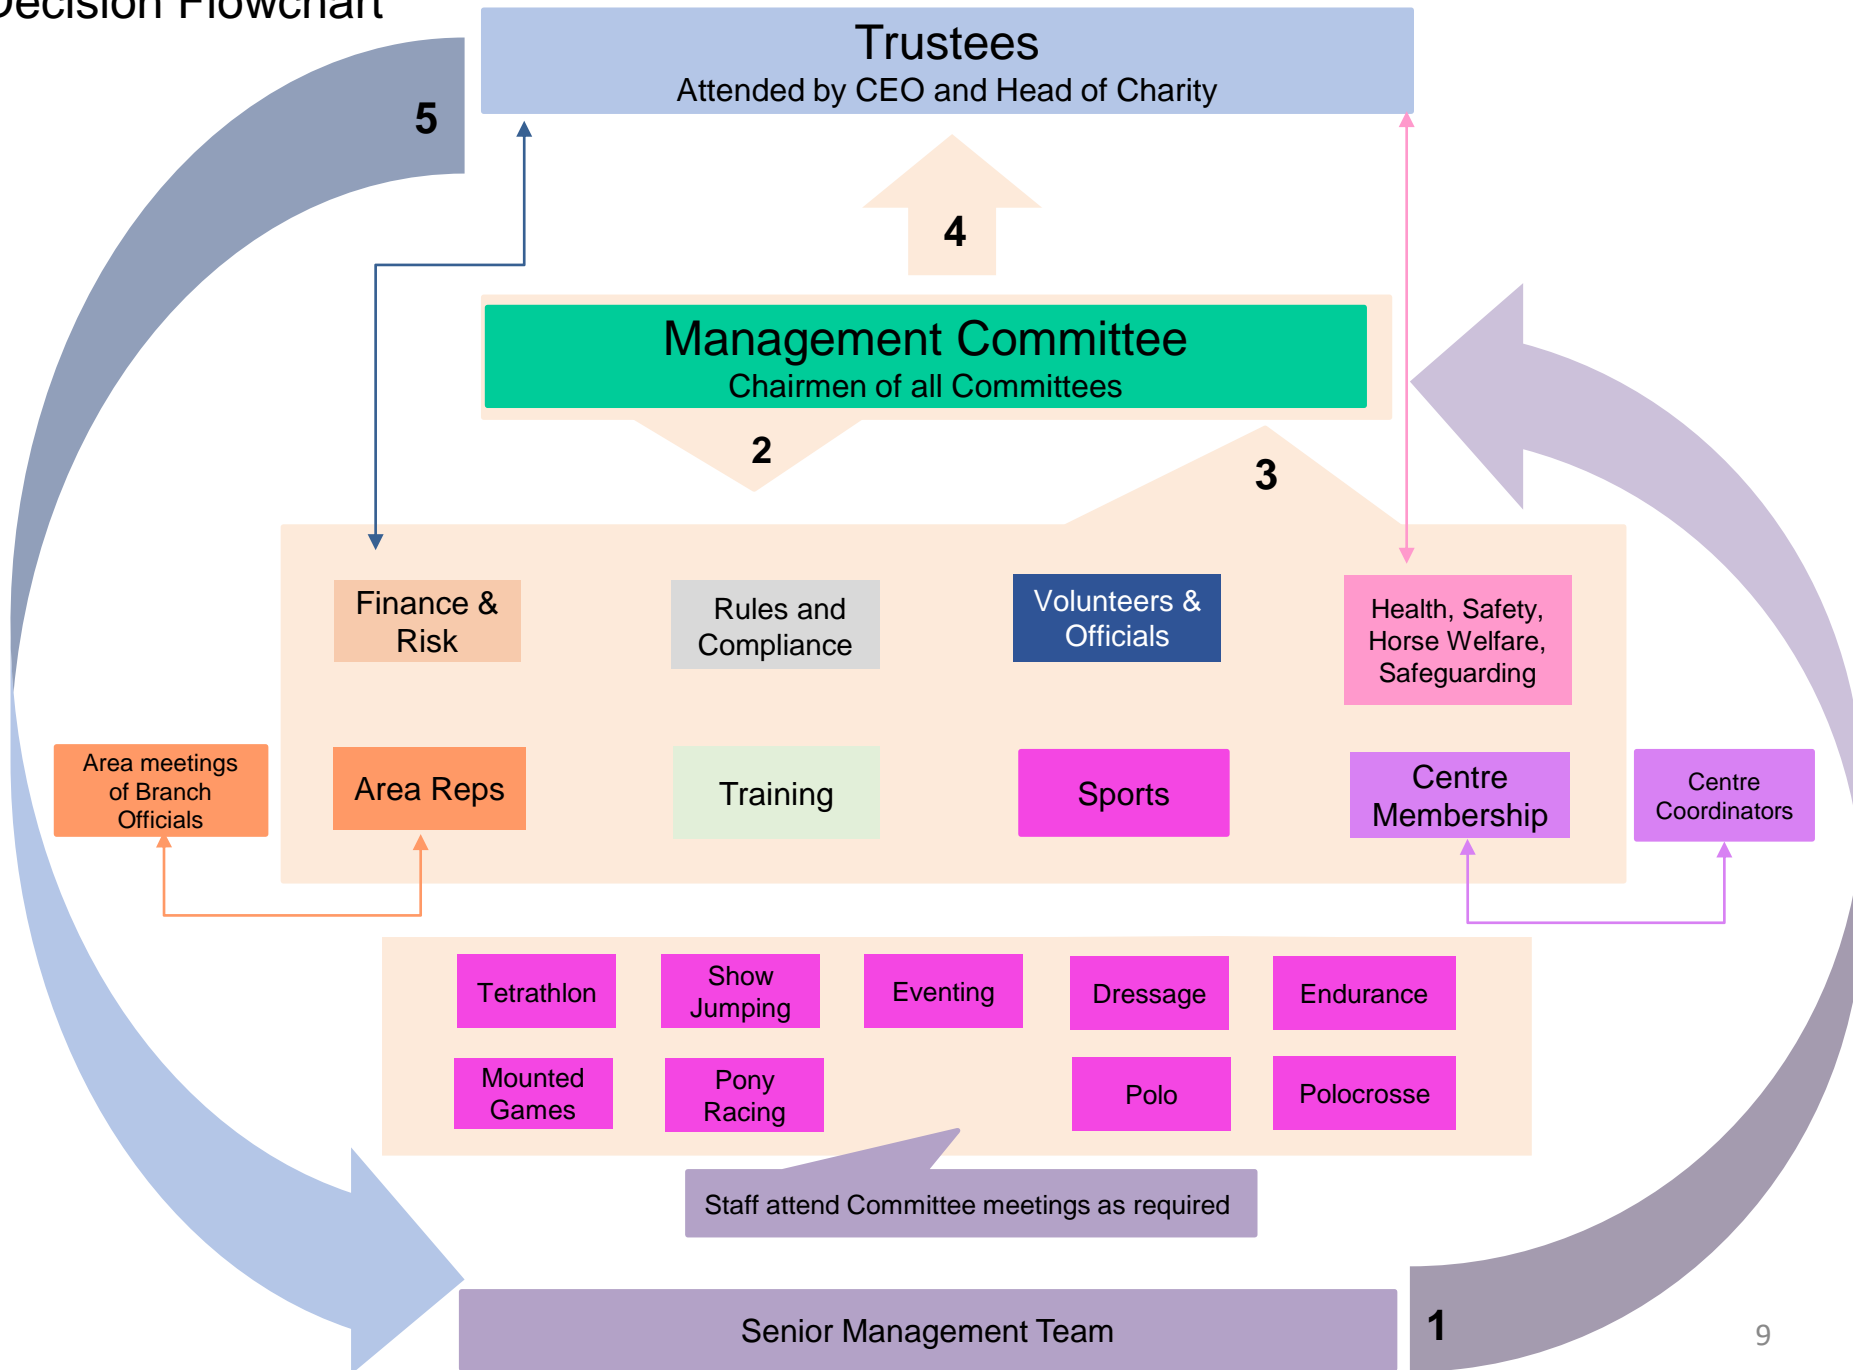 Decision Flowchart
Trustees
Attended by CEO and Head of Charity
5
4
Management Committee
Chairmen of all Committees
2
3
Finance &
Risk
Rules and
Compliance
Volunteers &
Officials
Health, Safety,
Horse Welfare,
Safeguarding
Area meetings
of Branch
Officials
Area Reps
Training
Sports
Centre
Membership
Centre
Coordinators
Tetrathlon
Show
Jumping
Eventing
Dressage
Endurance
Mounted
Games
Pony
Racing
Polo
Polocrosse
Staff attend Committee meetings as required
Senior Management Team
1
9